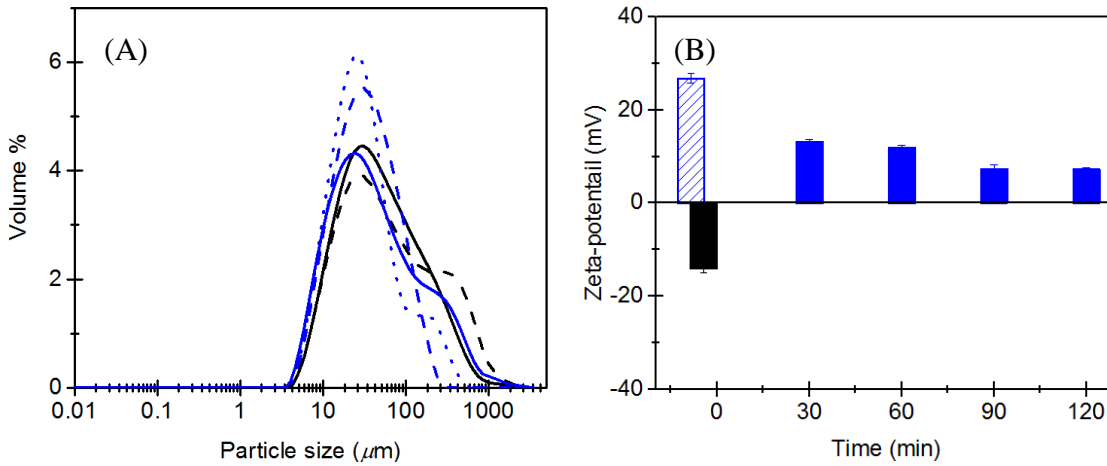 (A)
Volume %
6
4
2
0
0.01 0.1 1 10 100 1000
Particle size (μm)
(B)
Zeta-potentail (mV)
40
20
0
-20
-40
0 30 60 90 120
Time (min)